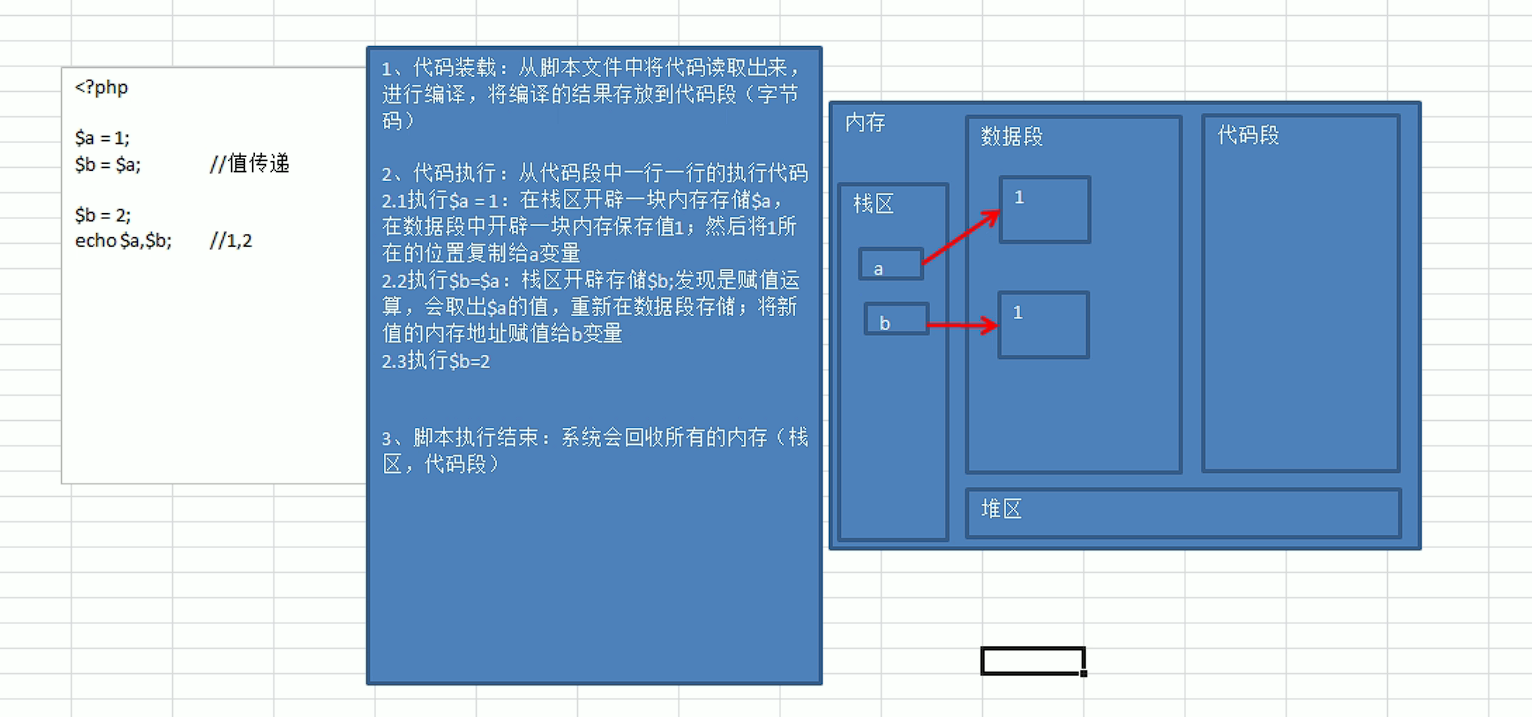 <?php
$a = 1;
$b = $a; //值传递
$b = 2;
echo $a,$b; //1,2
1、代码装载：从脚本文件中将代码读取出来，
进行编译，将编译的结果存放到代码段（字节
码）
2、代码执行：从代码段中一行一行的执行代码
2.1执行$a = 1：在栈区开辟一块内存存储$a，
在数据段中开辟一块内存保存值1；然后将1所
在的位置复制给a变量
2.2执行$b=$a：栈区开辟存储$b;发现是赋值运
算，会取出$a的值，重新在数据段存储；将新
值的内存地址赋值给b变量
2.3执行$b=2
3、脚本执行结束：系统会回收所有的内存（栈
区，代码段）
内存
栈区
a
b
数据段
1
1
代码段
堆区